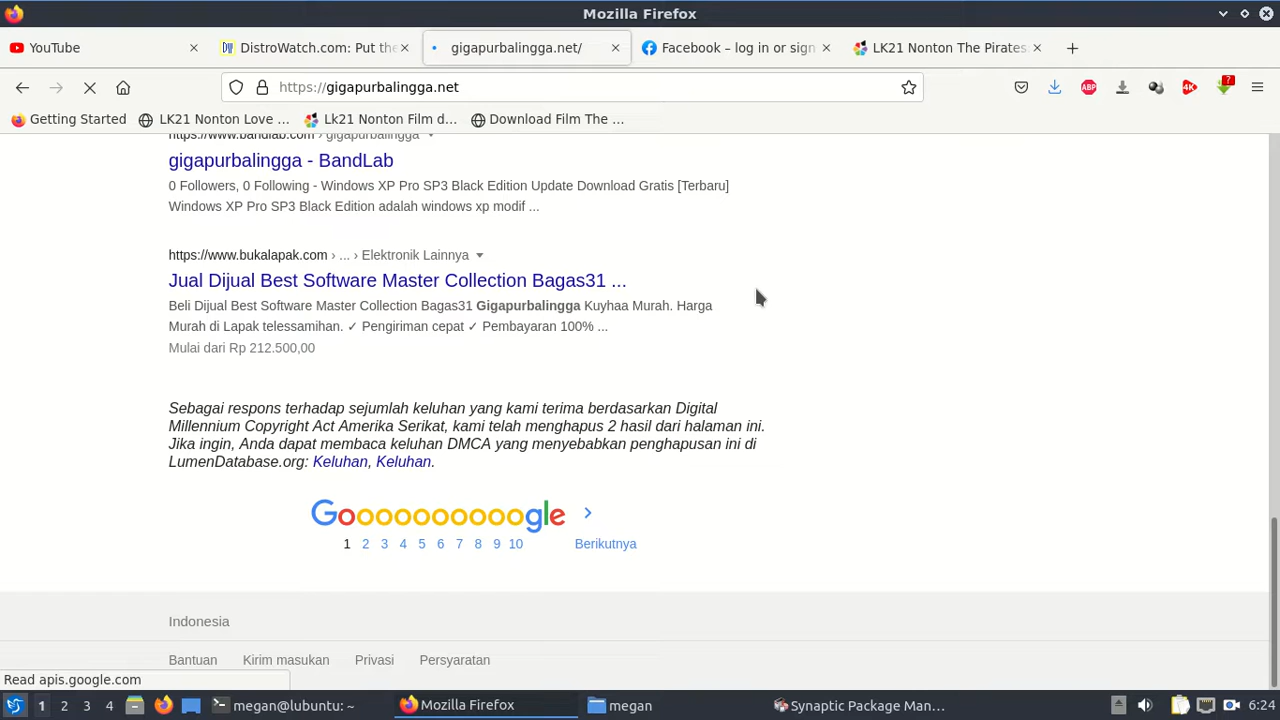 Mozilla Firefox
YouTube
DistroWatch.com: Put the
gigapurbalingga.net/
Facebook – log in or sign
LK21 Nonton The Pirates
https://gigapurbalingga.net
ABP
4K
?
Getting Started
LK21 Nonton Love ...
Lk21 Nonton Film d...
Download Film The ...
https://www.bandlab.com › gigapurbalingga
gigapurbalingga - BandLab
0 Followers, 0 Following - Windows XP Pro SP3 Black Edition Update Download Gratis [Terbaru]
Windows XP Pro SP3 Black Edition adalah windows xp modif ...
https://www.bukalapak.com › ... › Elektronik Lainnya
Jual Dijual Best Software Master Collection Bagas31 ...
Beli Dijual Best Software Master Collection Bagas31 Gigapurbalingga Kuyhaa Murah. Harga
Murah di Lapak telessamihan. ✓ Pengiriman cepat ✓ Pembayaran 100% ...
Mulai dari Rp 212.500,00
Sebagai respons terhadap sejumlah keluhan yang kami terima berdasarkan Digital
Millennium Copyright Act Amerika Serikat, kami telah menghapus 2 hasil dari halaman ini.
Jika ingin, Anda dapat membaca keluhan DMCA yang menyebabkan penghapusan ini di
LumenDatabase.org: Keluhan, Keluhan.
Goooooooooogle
1 2 3 4 5 6 7 8 9 10 Berikutnya
Indonesia
Bantuan Kirim masukan Privasi Persyaratan
Read apis.google.com
1 2 3 4
megan@lubuntu: ~
Mozilla Firefox
megan
Synaptic Package Man...
6:24